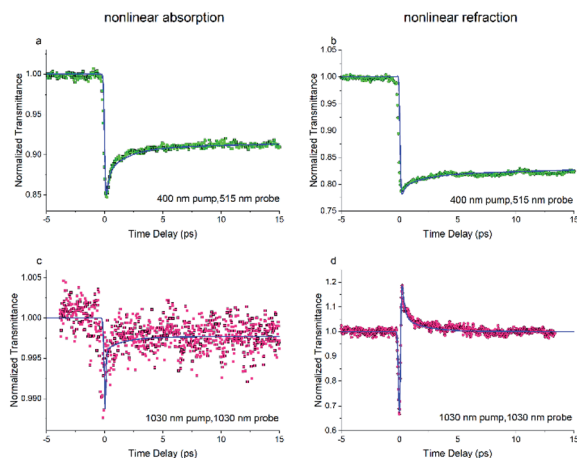 nonlinear absorption
nonlinear refraction
a
Normalized Transmittance
1.00
0.95
0.90
0.85
-5 0 5 10 15
Time Delay (ps)
400 nm pump,515 nm probe
b
Normalized Transmittance
1.05
1.00
0.95
0.90
0.85
0.80
0.75
-5 0 5 10 15
Time Delay (ps)
400 nm pump,515 nm probe
c
Normalized Transmittance
1.005
1.000
0.995
0.990
-5 0 5 10 15
Time Delay (ps)
1030 nm pump,1030 nm probe
d
Normalized Transmittance
1.2
1.1
1.0
0.9
0.8
0.7
0.6
-5 0 5 10 15
Time Delay (ps)
1030 nm pump,1030 nm probe